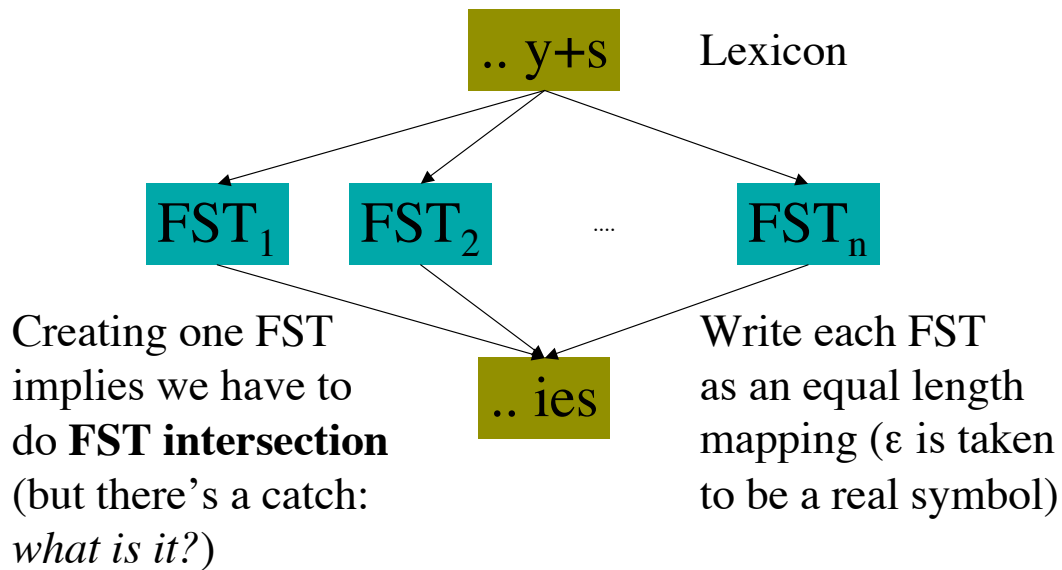 .. y+s
Lexicon
FST₁
FST₂
....
FSTₙ
Creating one FST
implies we have to
do FST intersection
(but there’s a catch:
what is it?)
.. ies
Write each FST
as an equal length
mapping (ε is taken
to be a real symbol)